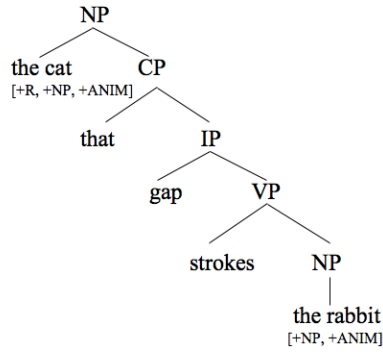 NP
the cat CP
[+R, +NP, +ANIM]
that IP
gap VP
strokes NP
the rabbit
[+NP, +ANIM]